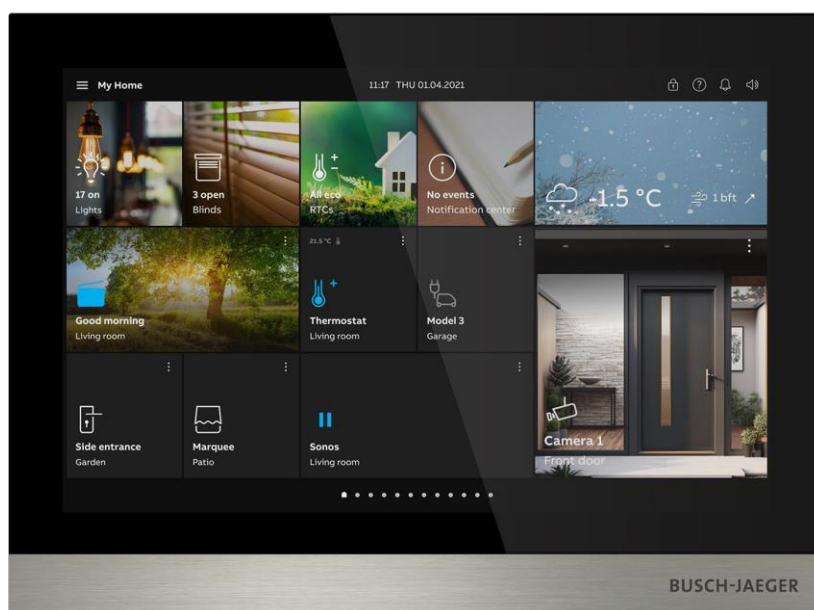 My Home
11:17 THU 01.04.2021
17 on
Lights
3 open
Blinds
All eco
RTCs
No events
Notification center
-1.5 °C
1 bft
Good morning
Living room
21.5 °C
Thermostat
Living room
Model 3
Garage
Camera 1
Front door
Side entrance
Garden
Marquee
Patio
Sonos
Living room
BUSCH-JAEGER